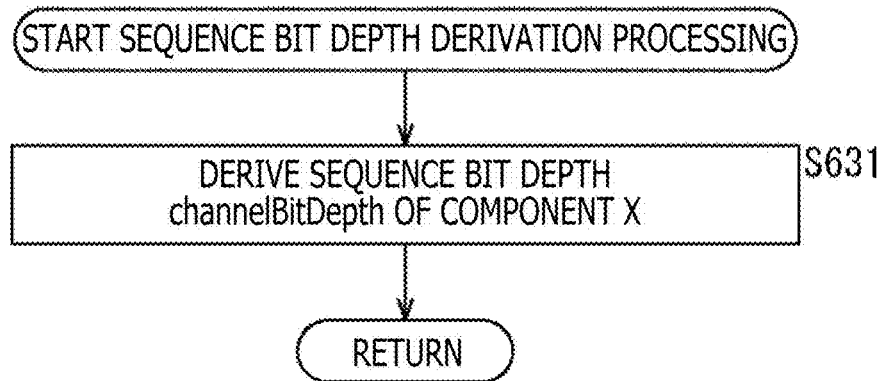 START SEQUENCE BIT DEPTH DERIVATION PROCESSING
S631
DERIVE SEQUENCE BIT DEPTH
channelBitDepth OF COMPONENT X
RETURN